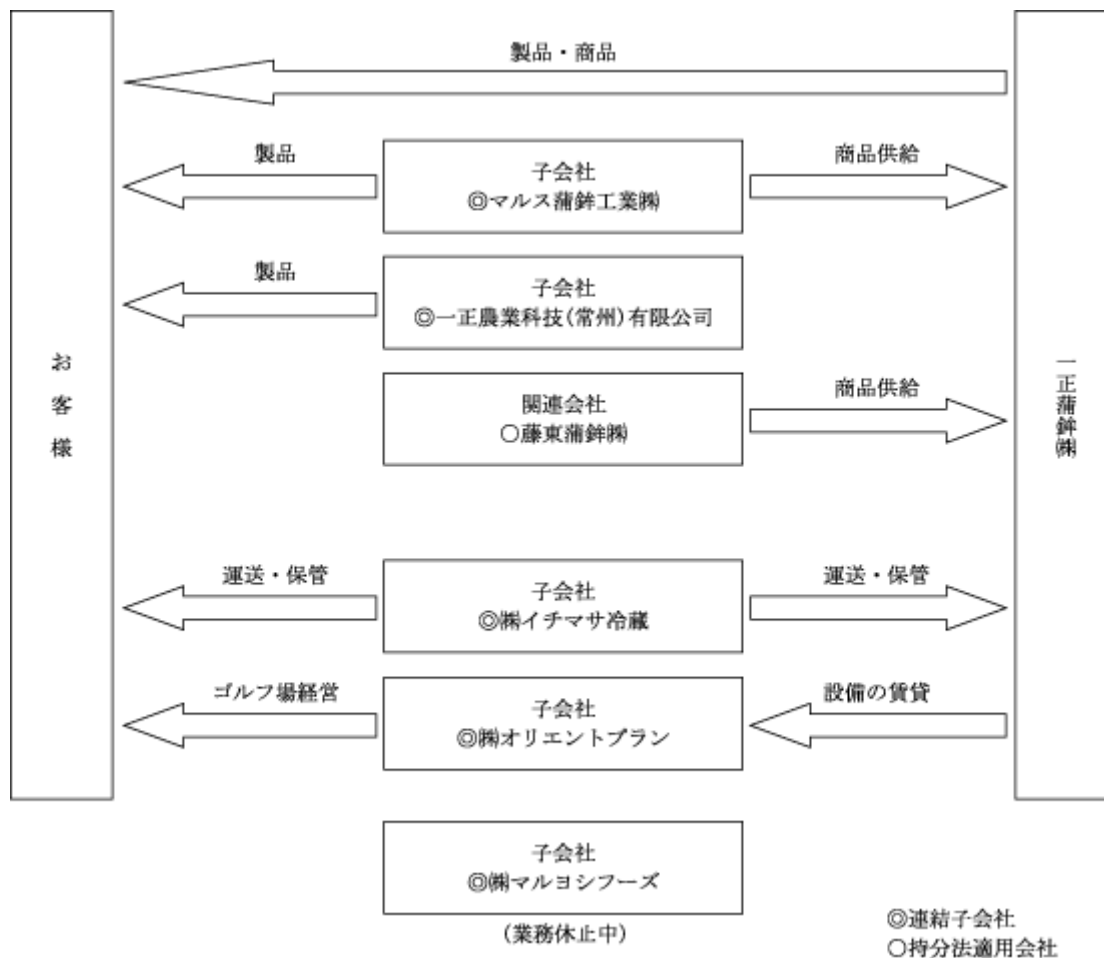 製品・商品
製品
子会社
◎マルス蒲鉾工業㈱
商品供給
製品
子会社
◎一正農業科技(常州)有限公司
お客様
関連会社
○藤東蒲鉾㈱
商品供給
一正蒲鉾㈱
運送・保管
子会社
◎㈱イチマサ冷蔵
運送・保管
ゴルフ場経営
子会社
◎㈱オリエントプラン
設備の賃貸
子会社
◎㈱マルヨシフーズ
(業務休止中)
◎連結子会社
○持分法適用会社